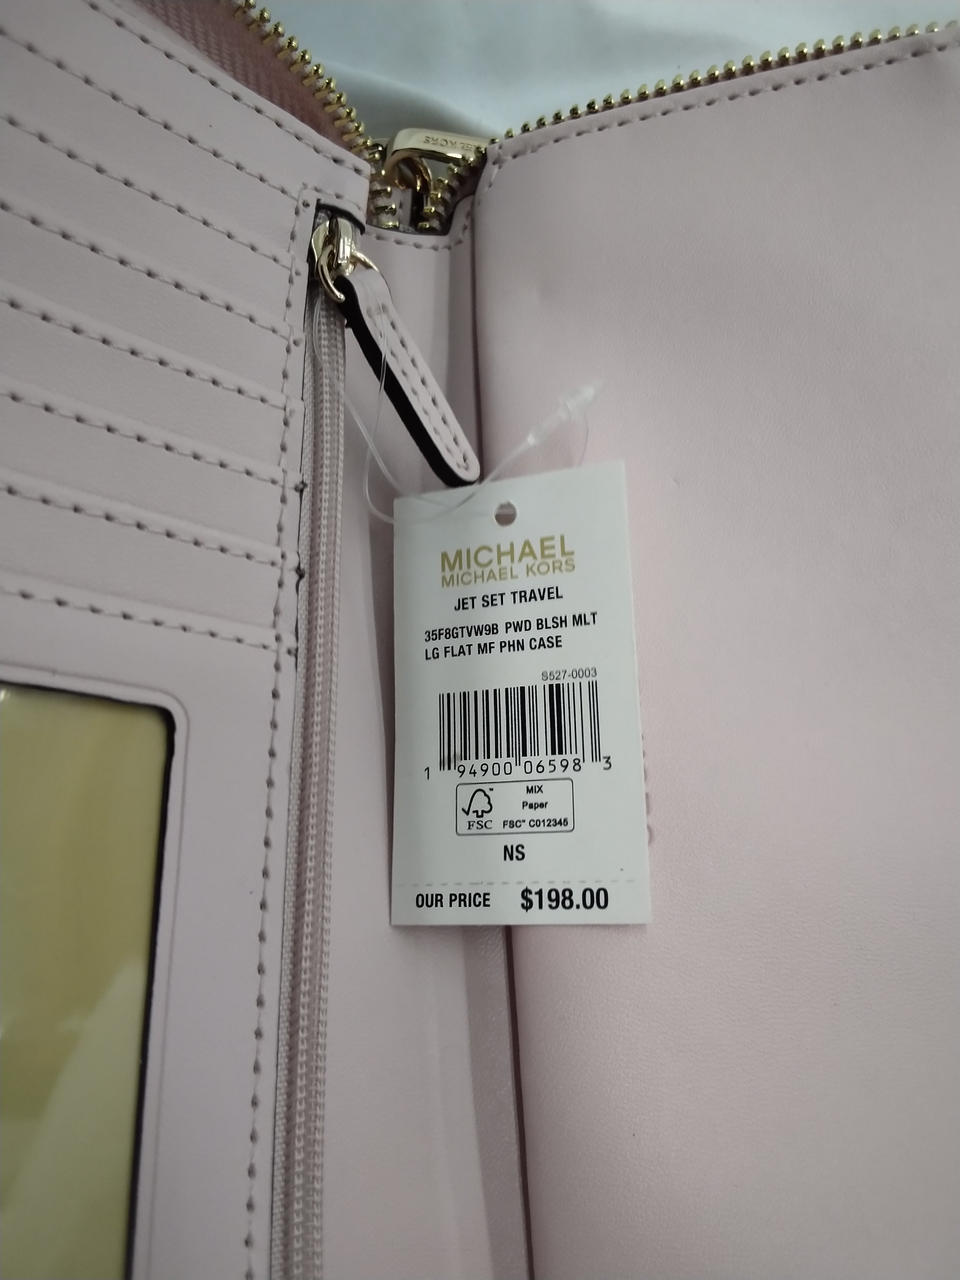 MICHAEL
MICHAEL KORS
JET SET TRAVEL
35F8GTVW9B PWD BLSH MLT
LG FLAT MF PHN CASE
S527-0003
1 94900 06598 3
MIX
Paper
FSC™ C012345
FSC
NS
OUR PRICE $198.00